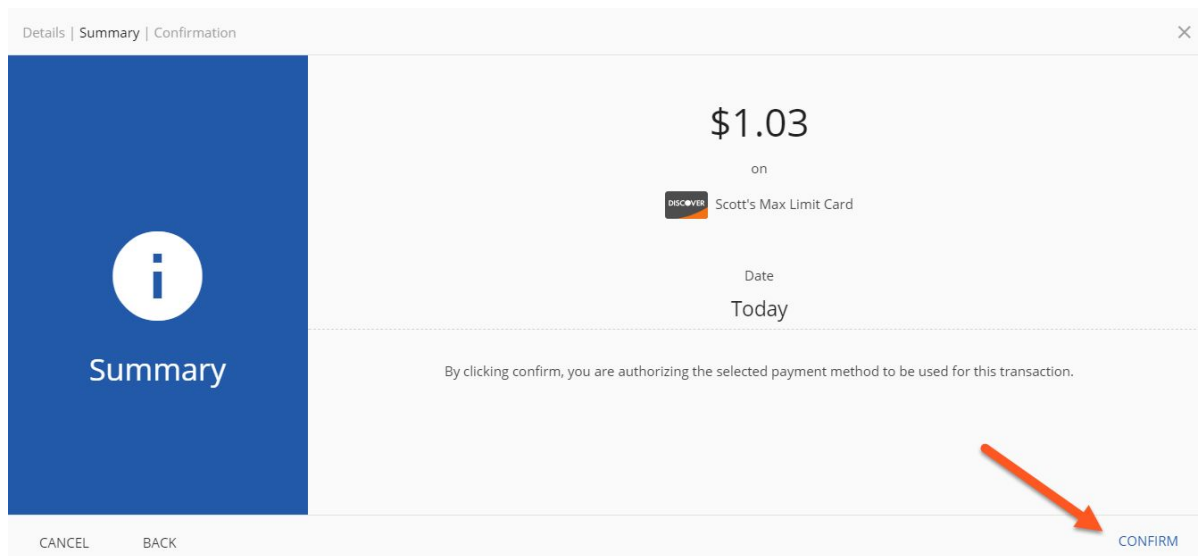 Details | Summary | Confirmation
$1.03
on
DISCOVER Scott's Max Limit Card
Date
Today
i
Summary
By clicking confirm, you are authorizing the selected payment method to be used for this transaction.
CANCEL BACK CONFIRM